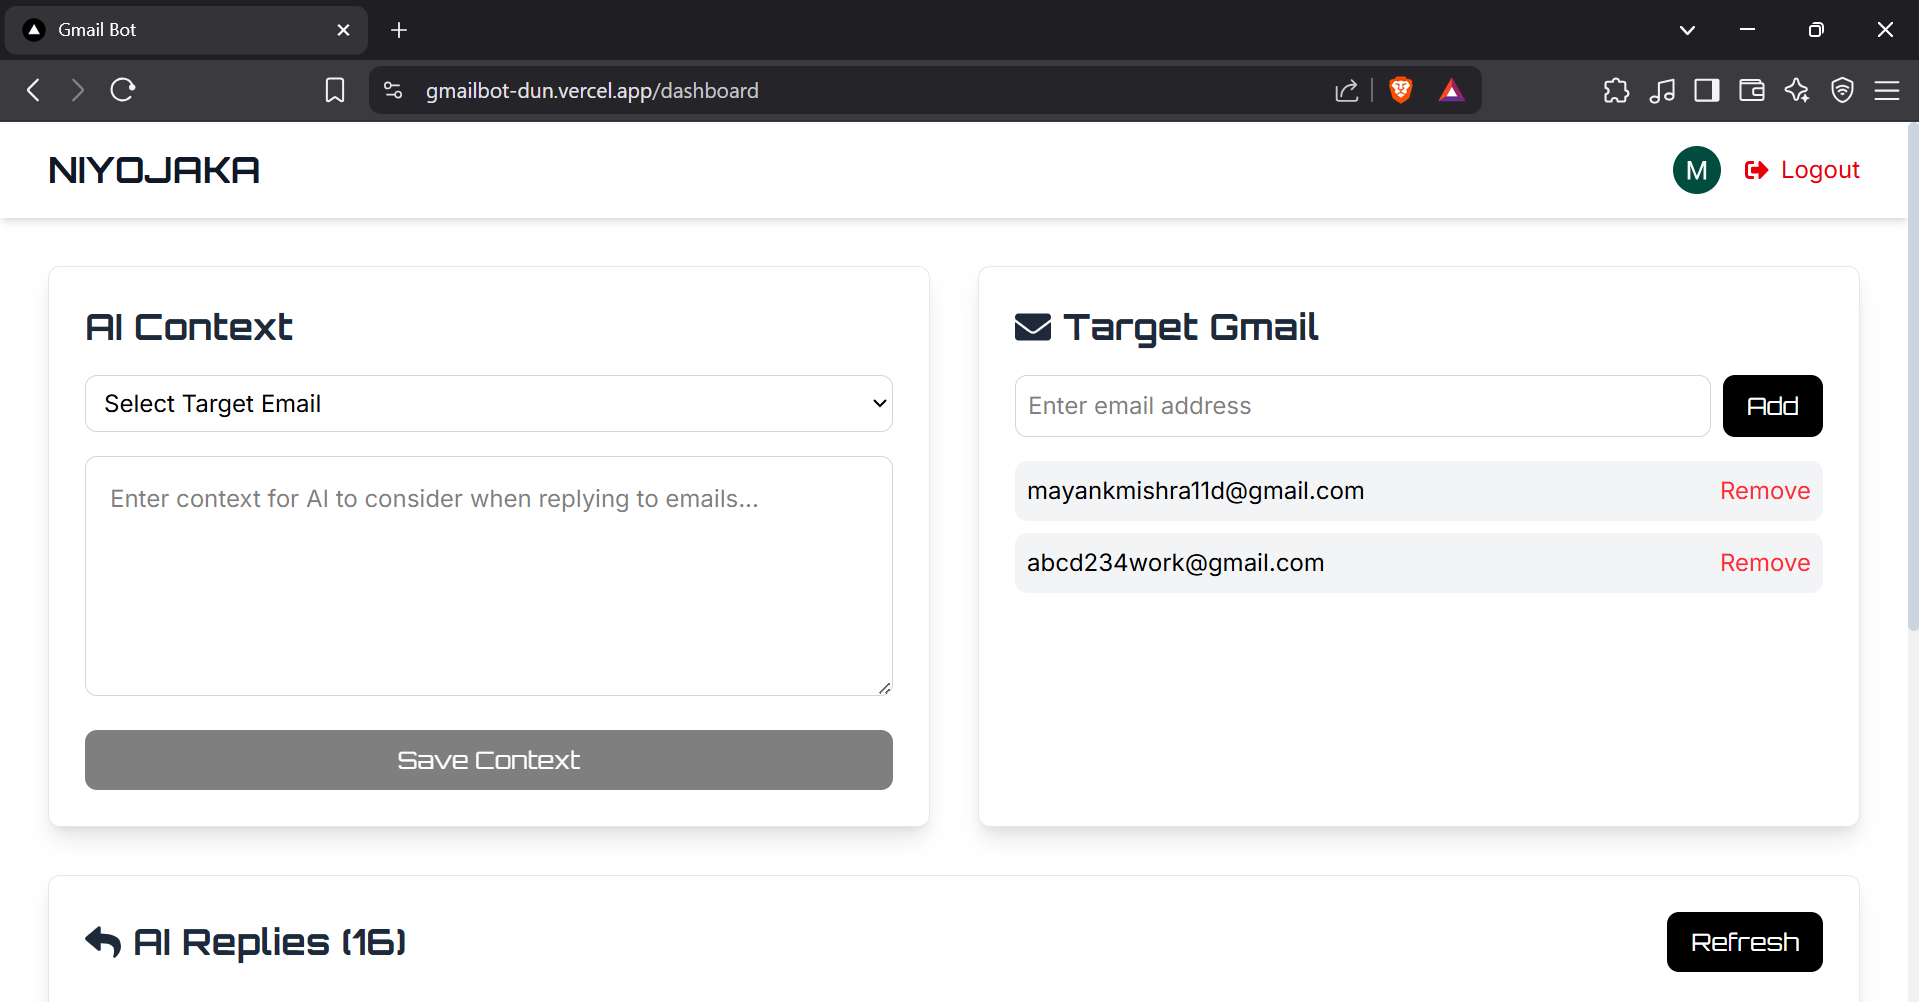 Gmail Bot
gmailbot-dun.vercel.app/dashboard
NIYOJAKA
M
Logout
AI Context
Select Target Email
Enter context for AI to consider when replying to emails...
Save Context
Target Gmail
Enter email address
Add
mayankmishra11d@gmail.com
Remove
abcd234work@gmail.com
Remove
AI Replies (16)
Refresh